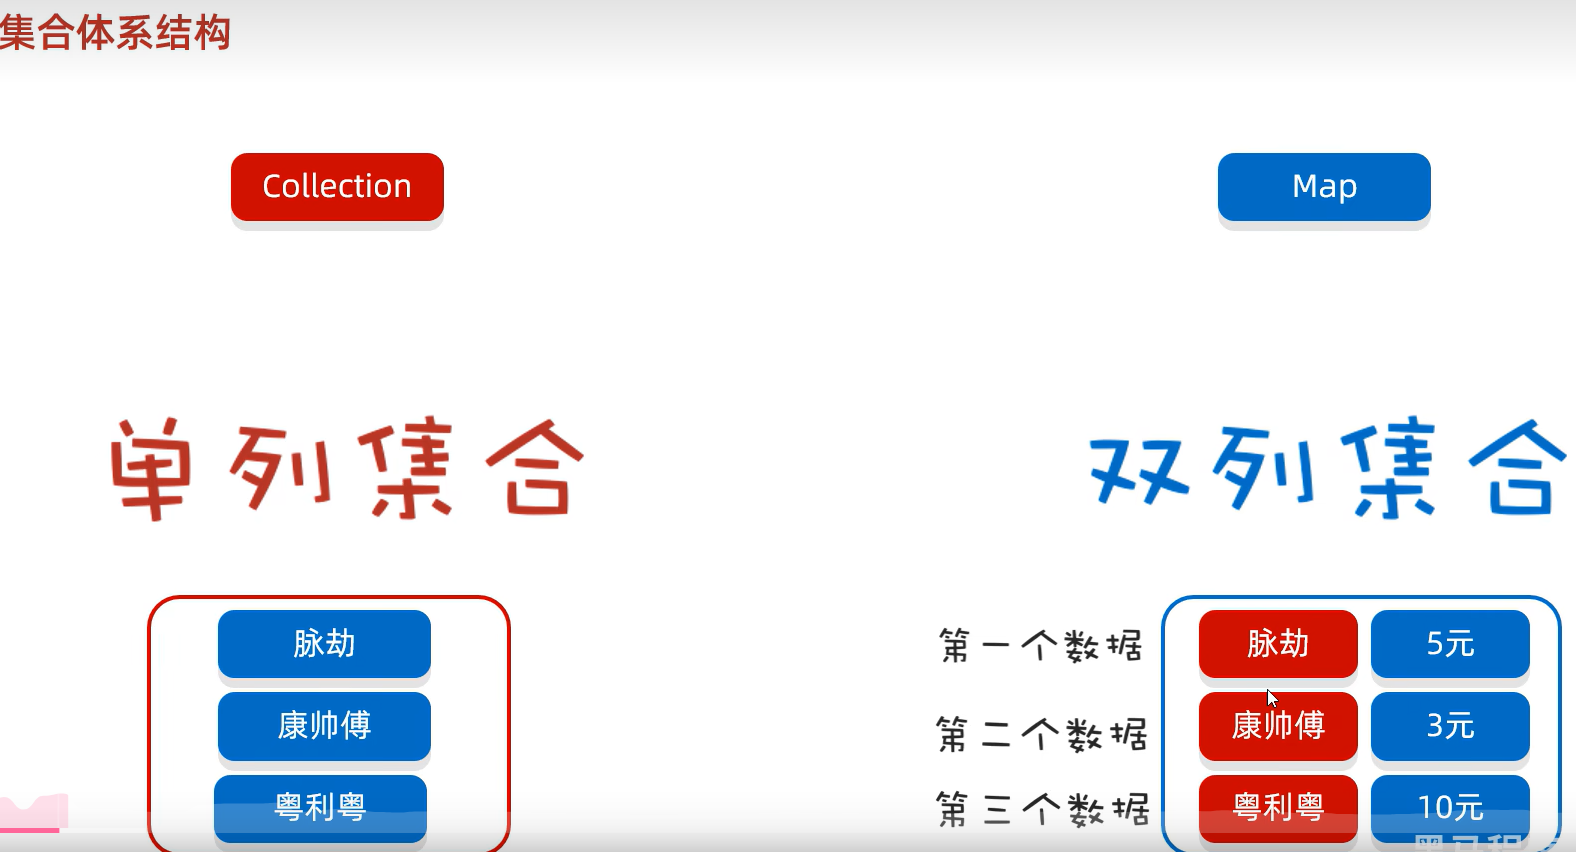 集合体系结构
Collection
Map
单列集合
双列集合
脉劫
第一个数据
脉劫
5元
康帅傅
第二个数据
康帅傅
3元
粤利粤
第三个数据
粤利粤
10元